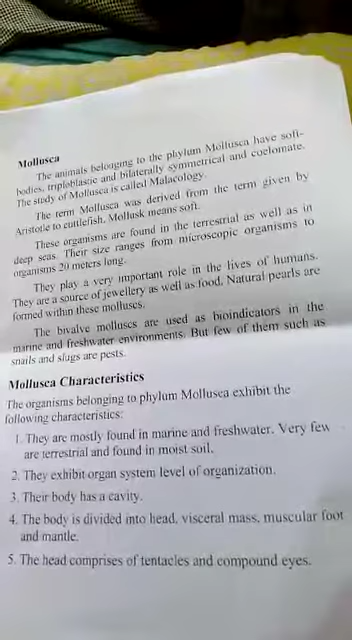 Mollusca
The animals belonging to the phylum Mollusca have soft-
bodies, triploblastic and bilaterally symmetrical and coelomate.
The study of Mollusca is called Malacology.
The term Mollusca was derived from the term given by
Aristotle to cuttlefish. Mollusk means soft.
These organisms are found in the terrestrial as well as in
deep seas. Their size ranges from microscopic organisms to
organisms 20 meters long.
They play a very important role in the lives of humans.
They are a source of jewellery as well as food. Natural pearls are
formed within these molluscs.
The bivalve molluscs are used as bioindicators in the
marine and freshwater environments. But few of them such as
snails and slugs are pests.
Mollusca Characteristics
The organisms belonging to phylum Mollusca exhibit the
following characteristics:
1. They are mostly found in marine and freshwater. Very few
are terrestrial and found in moist soil.
2. They exhibit organ system level of organization.
3. Their body has a cavity.
4. The body is divided into head, visceral mass, muscular foot
and mantle.
5. The head comprises of tentacles and compound eyes.